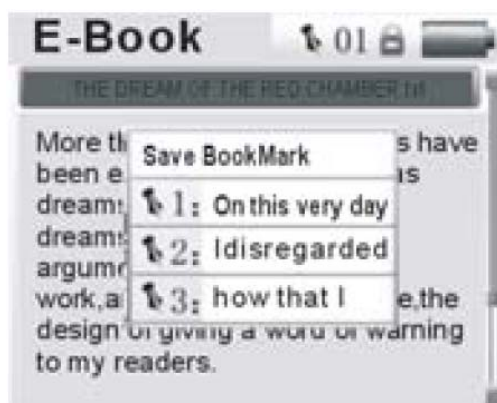 E-Book 01
THE DREAM OF THE RED CHAMBER txt
Save BookMark
1: On this very day
2: Idisregarded
3: how that I
More th s have
been e is
dream
dream
argum
work,a e,the
design of giving a word of warning
to my readers.